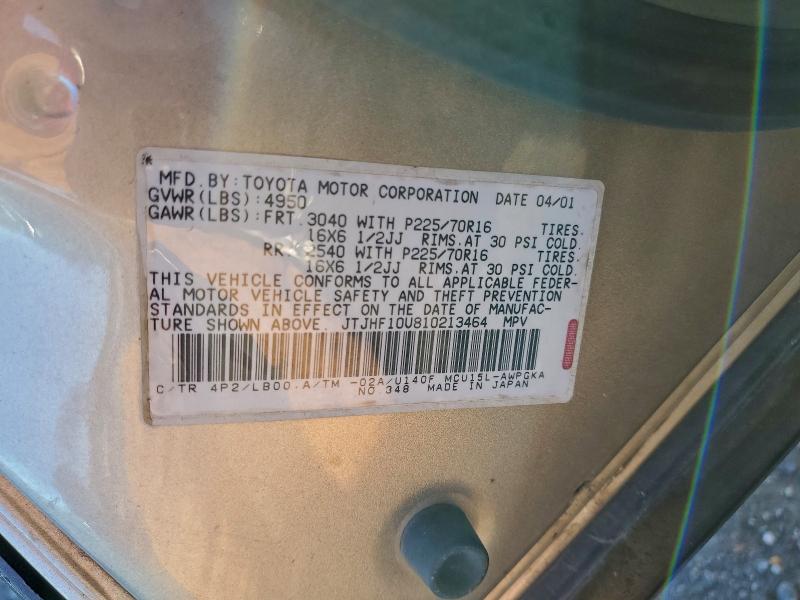 MFD. BY: TOYOTA MOTOR CORPORATION DATE 04/01
GVWR(LBS):4950
GAWR(LBS):FRT. 3040 WITH P225/70R16 TIRES.
16X6 1/2JJ RIMS.AT 30 PSI COLD.
RR. 2540 WITH P225/70R16 TIRES.
16X6 1/2JJ RIMS.AT 30 PSI COLD.
THIS VEHICLE CONFORMS TO ALL APPLICABLE FEDER-
AL MOTOR VEHICLE SAFETY AND THEFT PREVENTION
STANDARDS IN EFFECT ON THE DATE OF MANUFAC-
TURE SHOWN ABOVE. JTJHF10U810213464 MPV
C/TR 4P2/LB00.A/TM -02A/U140F MCU15L-AWPGKA
NO 348 MADE IN JAPAN